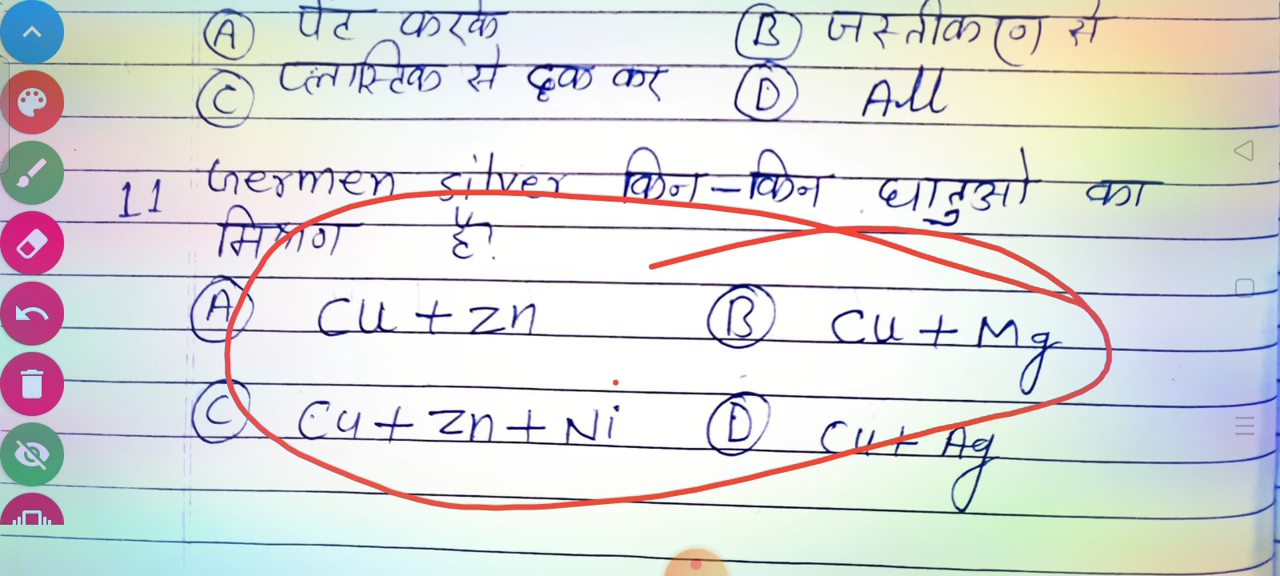 (A) पेंट करके (B) जस्तीकरण से
(C) प्लास्टिक से ढक कर (D) All
11 Germen silver किन-किन धातुओ का
मिश्रण है?
(A) Cu + Zn (B) Cu + Mg
(C) Cu + Zn + Ni (D) Cu + Ag